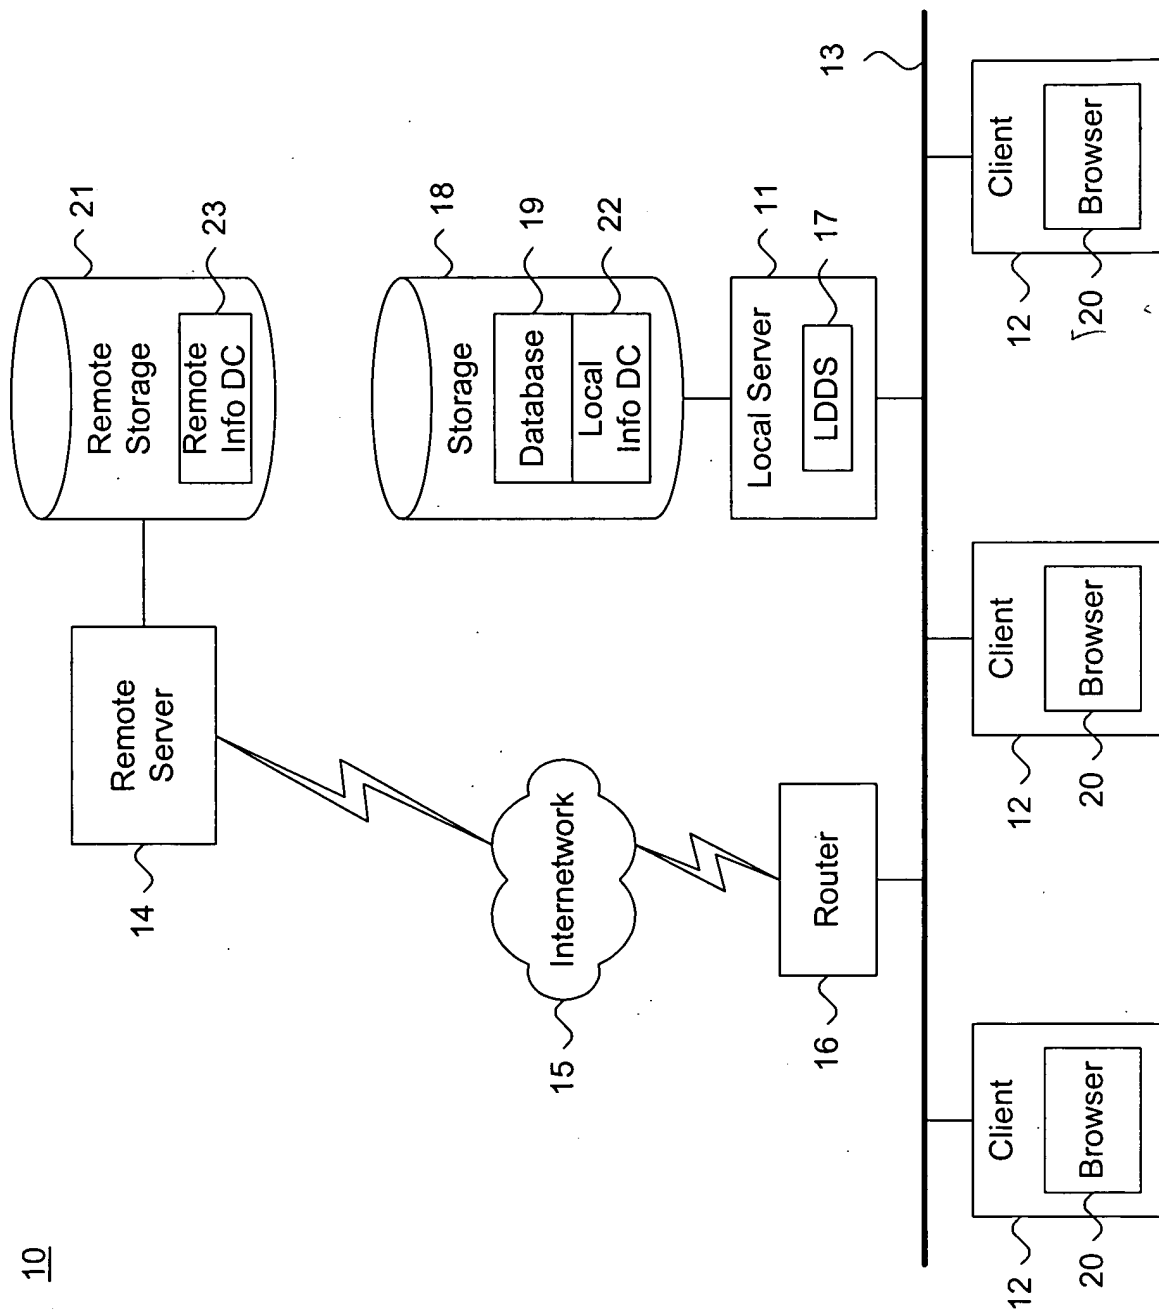 10
14
Remote
Server
Remote
Storage
21
Remote
Info DC
23
15
Internetwork
Storage
18
Database
19
Local
Info DC
22
16
Router
Local Server
11
LDDS
17
13
12
Client
20
Browser
12
Client
20
Browser
12
Client
20
Browser